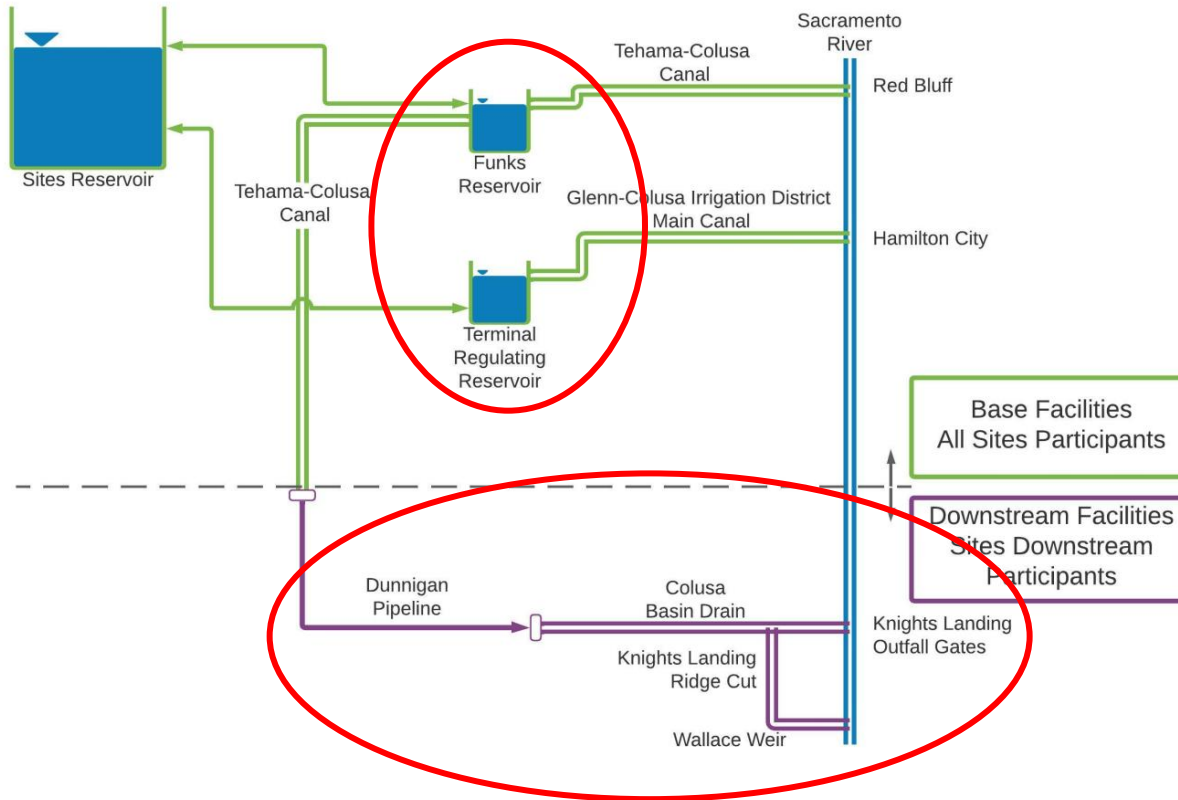 Sacramento
River
Tehama-Colusa
Canal
Red Bluff
Sites Reservoir
Funks
Reservoir
Tehama-Colusa
Canal
Glenn-Colusa Irrigation District
Main Canal
Hamilton City
Terminal
Regulating
Reservoir
Base Facilities
All Sites Participants
Downstream Facilities
Sites Downstream
Participants
Dunnigan
Pipeline
Colusa
Basin Drain
Knights Landing
Outfall Gates
Knights Landing
Ridge Cut
Wallace Weir